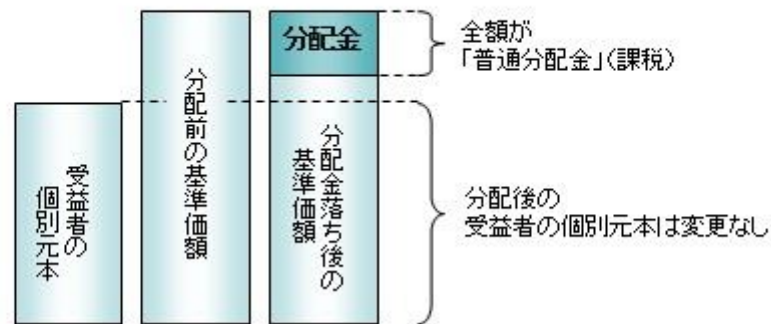 受益者の
個別元本
分配前の基準価額
分配金
分配金落ち後の
基準価額
全額が
「普通分配金」(課税)
分配後の
受益者の個別元本は変更なし